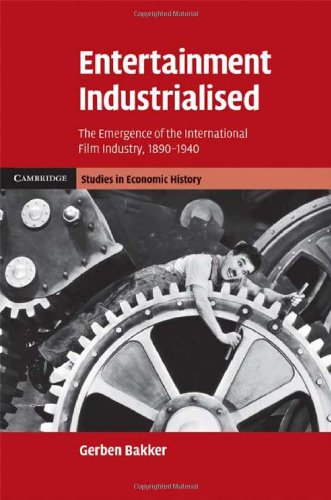 Entertainment
Industrialised
The Emergence of the International
Film Industry, 1890–1940
CAMBRIDGE
Studies in Economic History
Gerben Bakker